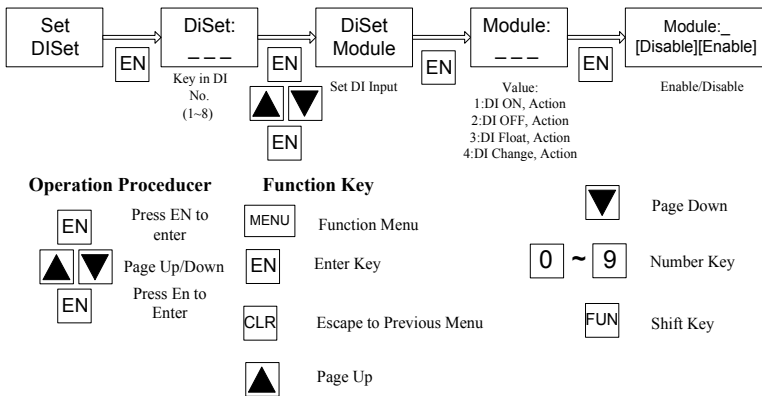 Set
DISet
EN
DiSet:
_ _ _
Key in DI
No.
(1~8)
EN
EN
DiSet
Module
Set DI Input
EN
Module:
_ _ _
Value:
1:DI ON, Action
2:DI OFF, Action
3:DI Float, Action
4:DI Change, Action
EN
Module:_
[Disable][Enable]
Enable/Disable
Operation Proceducer
EN
Press EN to
enter
Page Up/Down
EN
Press En to
Enter
Function Key
MENU Function Menu
EN Enter Key
CLR Escape to Previous Menu
Page Up
Page Down
0 ~ 9 Number Key
FUN Shift Key